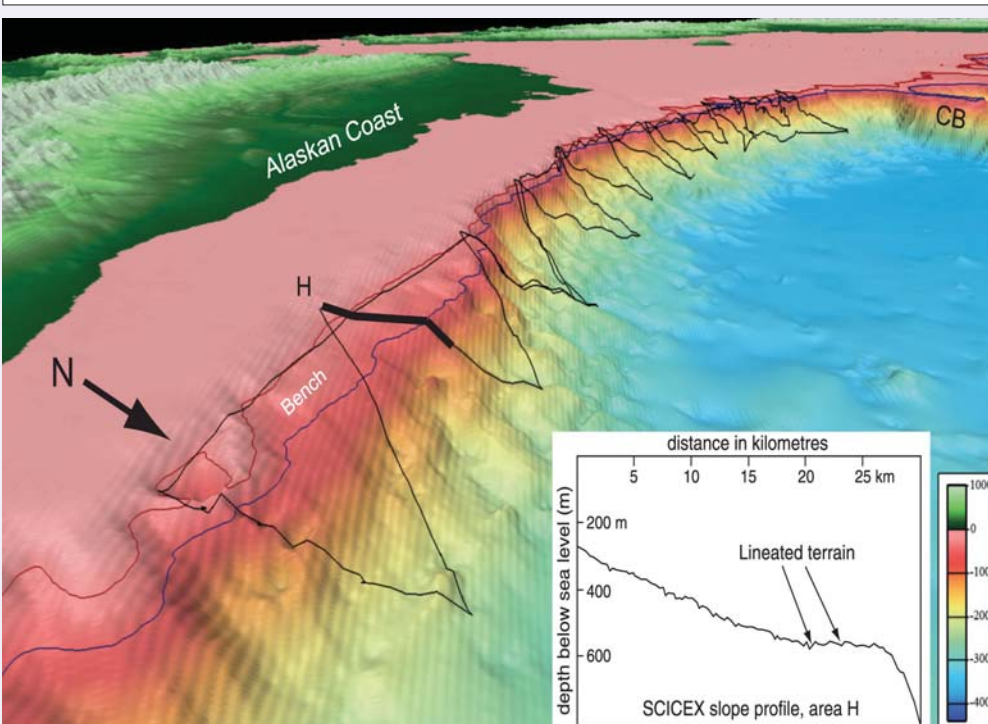 Alaskan Coast
CB
H
Bench
N
distance in kilometres
5 10 15 20 25 km
depth below sea level (m)
200 m
400
600
Lineated terrain
SCICEX slope profile, area H
1000
0